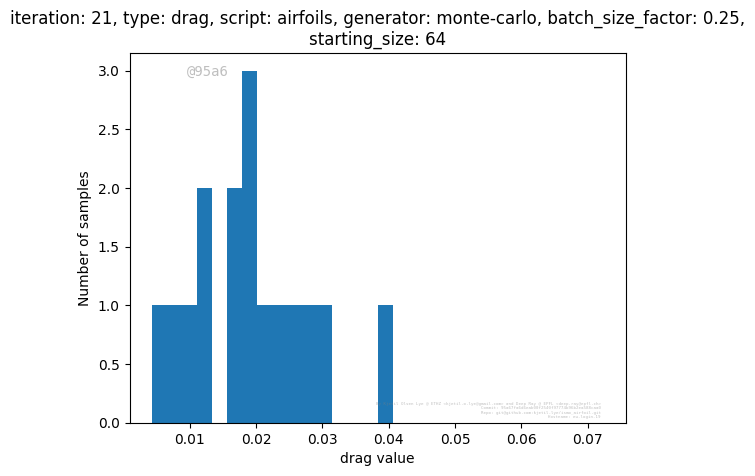 iteration: 21, type: drag, script: airfoils, generator: monte-carlo, batch_size_factor: 0.25,
starting_size: 64
@95a6
3.0
2.5
2.0
1.5
1.0
0.5
0.0
Number of samples
0.01 0.02 0.03 0.04 0.05 0.06 0.07
drag value